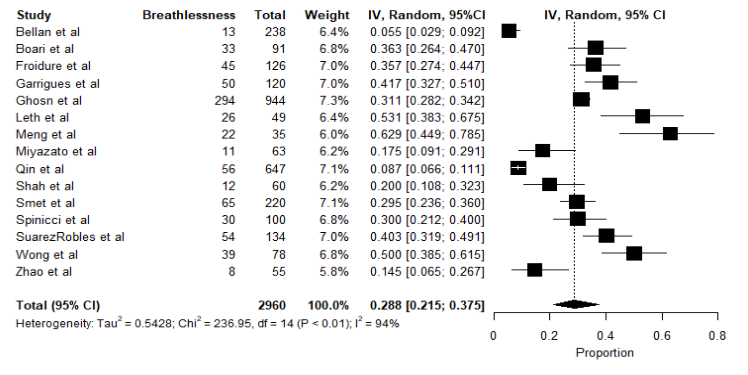 Study Breathlessness Total Weight IV, Random, 95%CI IV, Random, 95% CI
Bellan et al 13 238 6.4% 0.055 [0.029; 0.092]
Boari et al 33 91 6.8% 0.363 [0.264; 0.470]
Froidure et al 45 126 7.0% 0.357 [0.274; 0.447]
Garrigues et al 50 120 7.0% 0.417 [0.327; 0.510]
Ghosn et al 294 944 7.3% 0.311 [0.282; 0.342]
Leth et al 26 49 6.4% 0.531 [0.383; 0.675]
Meng et al 22 35 6.0% 0.629 [0.449; 0.785]
Miyazato et al 11 63 6.2% 0.175 [0.091; 0.291]
Qin et al 56 647 7.1% 0.087 [0.066; 0.111]
Shah et al 12 60 6.2% 0.200 [0.108; 0.323]
Smet et al 65 220 7.1% 0.295 [0.236; 0.360]
Spinicci et al 30 100 6.8% 0.300 [0.212; 0.400]
SuarezRobles et al 54 134 7.0% 0.403 [0.319; 0.491]
Wong et al 39 78 6.8% 0.500 [0.385; 0.615]
Zhao et al 8 55 5.8% 0.145 [0.065; 0.267]
Total (95% CI) 2960 100.0% 0.288 [0.215; 0.375]
Heterogeneity: Tau² = 0.5428; Chi² = 236.95, df = 14 (P < 0.01); I² = 94%
0 0.2 0.4 0.6 0.8
Proportion